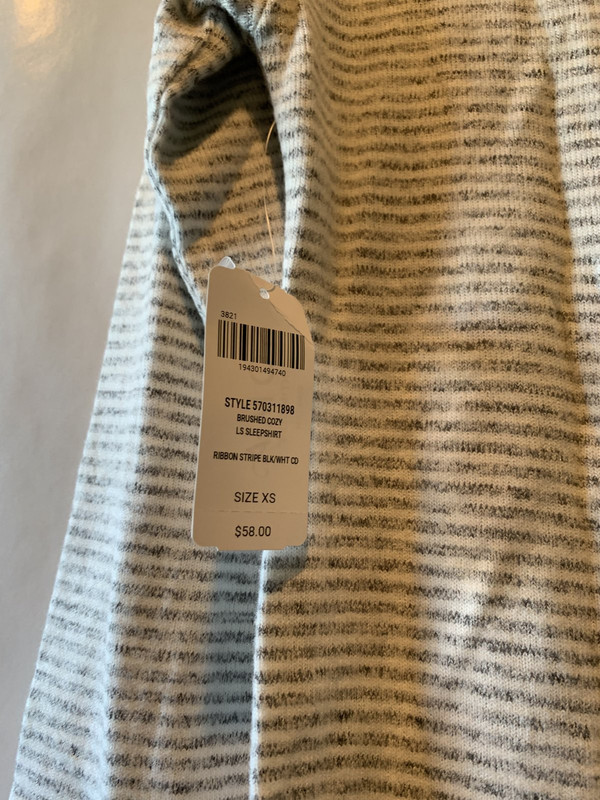 3821
194301494740
STYLE 570311898
BRUSHED COZY
LS SLEEPSHIRT
RIBBON STRIPE BLK/WHT CD
SIZE XS
$58.00